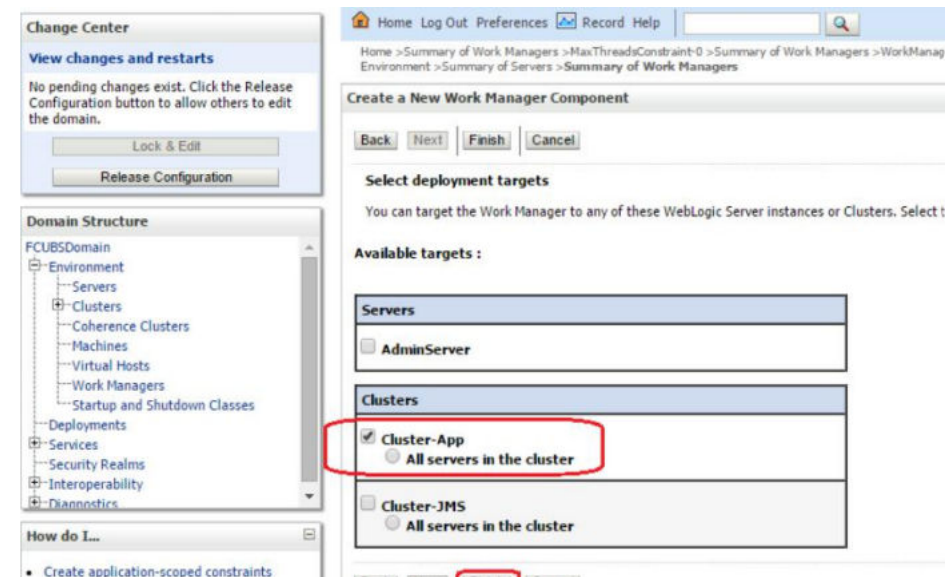 Change Center
View changes and restarts
No pending changes exist. Click the Release
Configuration button to allow others to edit
the domain.
Lock & Edit
Release Configuration
Domain Structure
FCUBSDomain
Environment
Servers
Clusters
Coherence Clusters
Machines
Virtual Hosts
Work Managers
Startup and Shutdown Classes
Deployments
Services
Security Realms
Interoperability
Diagnostics
How do I...
Create application-scoped constraints
Home Log Out Preferences Record Help
Home >Summary of Work Managers >MaxThreadsConstraint-0 >Summary of Work Managers >WorkManag
Environment >Summary of Servers >Summary of Work Managers
Create a New Work Manager Component
Back Next Finish Cancel
Select deployment targets
You can target the Work Manager to any of these WebLogic Server instances or Clusters. Select t
Available targets :
Servers
AdminServer
Clusters
Cluster-App
All servers in the cluster
Cluster-JMS
All servers in the cluster